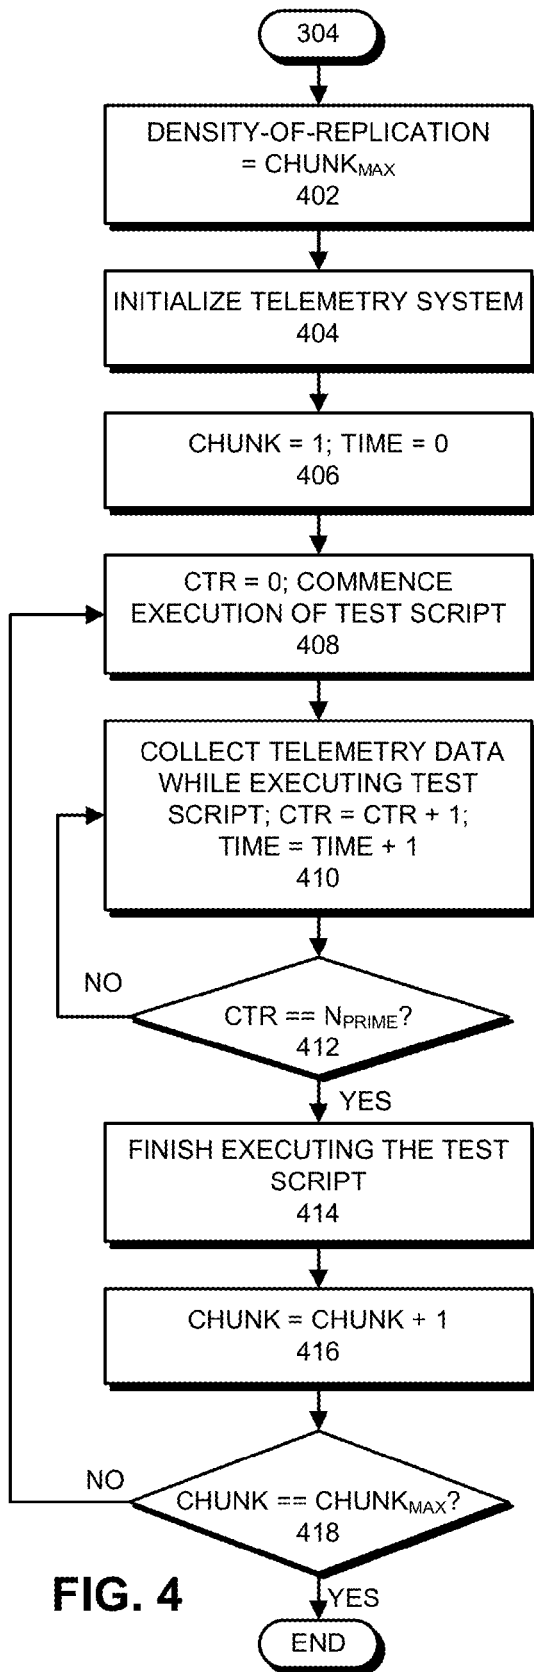 304
DENSITY-OF-REPLICATION
= CHUNKMAX
402
INITIALIZE TELEMETRY SYSTEM
404
CHUNK = 1; TIME = 0
406
CTR = 0; COMMENCE
EXECUTION OF TEST SCRIPT
408
COLLECT TELEMETRY DATA
WHILE EXECUTING TEST
SCRIPT; CTR = CTR + 1;
TIME = TIME + 1
410
NO
CTR == NPRIME?
412
YES
FINISH EXECUTING THE TEST
SCRIPT
414
CHUNK = CHUNK + 1
416
NO
CHUNK == CHUNKMAX?
418
YES
FIG. 4
END